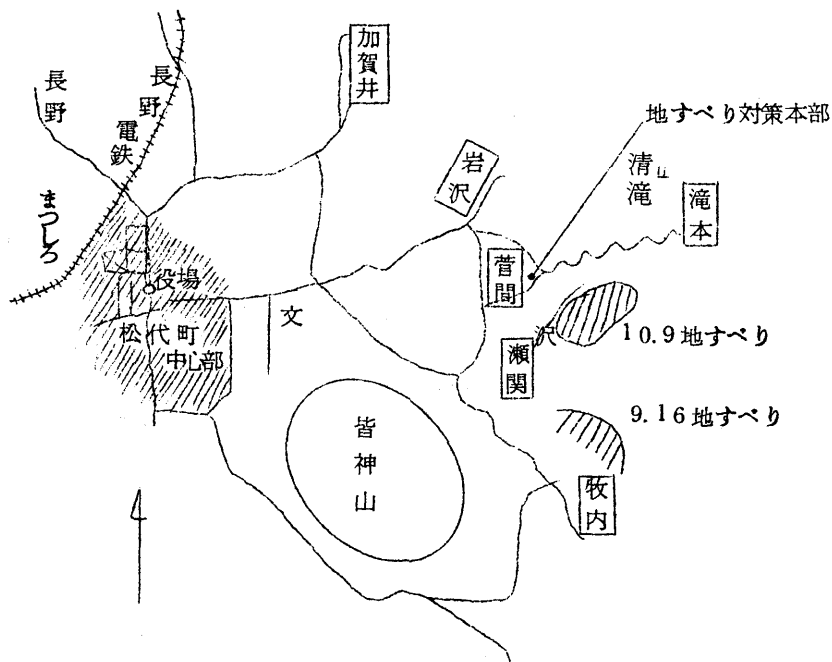 長野
長野
電鉄
まつしろ
加賀井
地すべり対策本部
岩沢
清滝
滝本
菅間
役場
文
松代町
中心部
沢
10.9地すべり
瀬関
9.16地すべり
皆神山
牧内